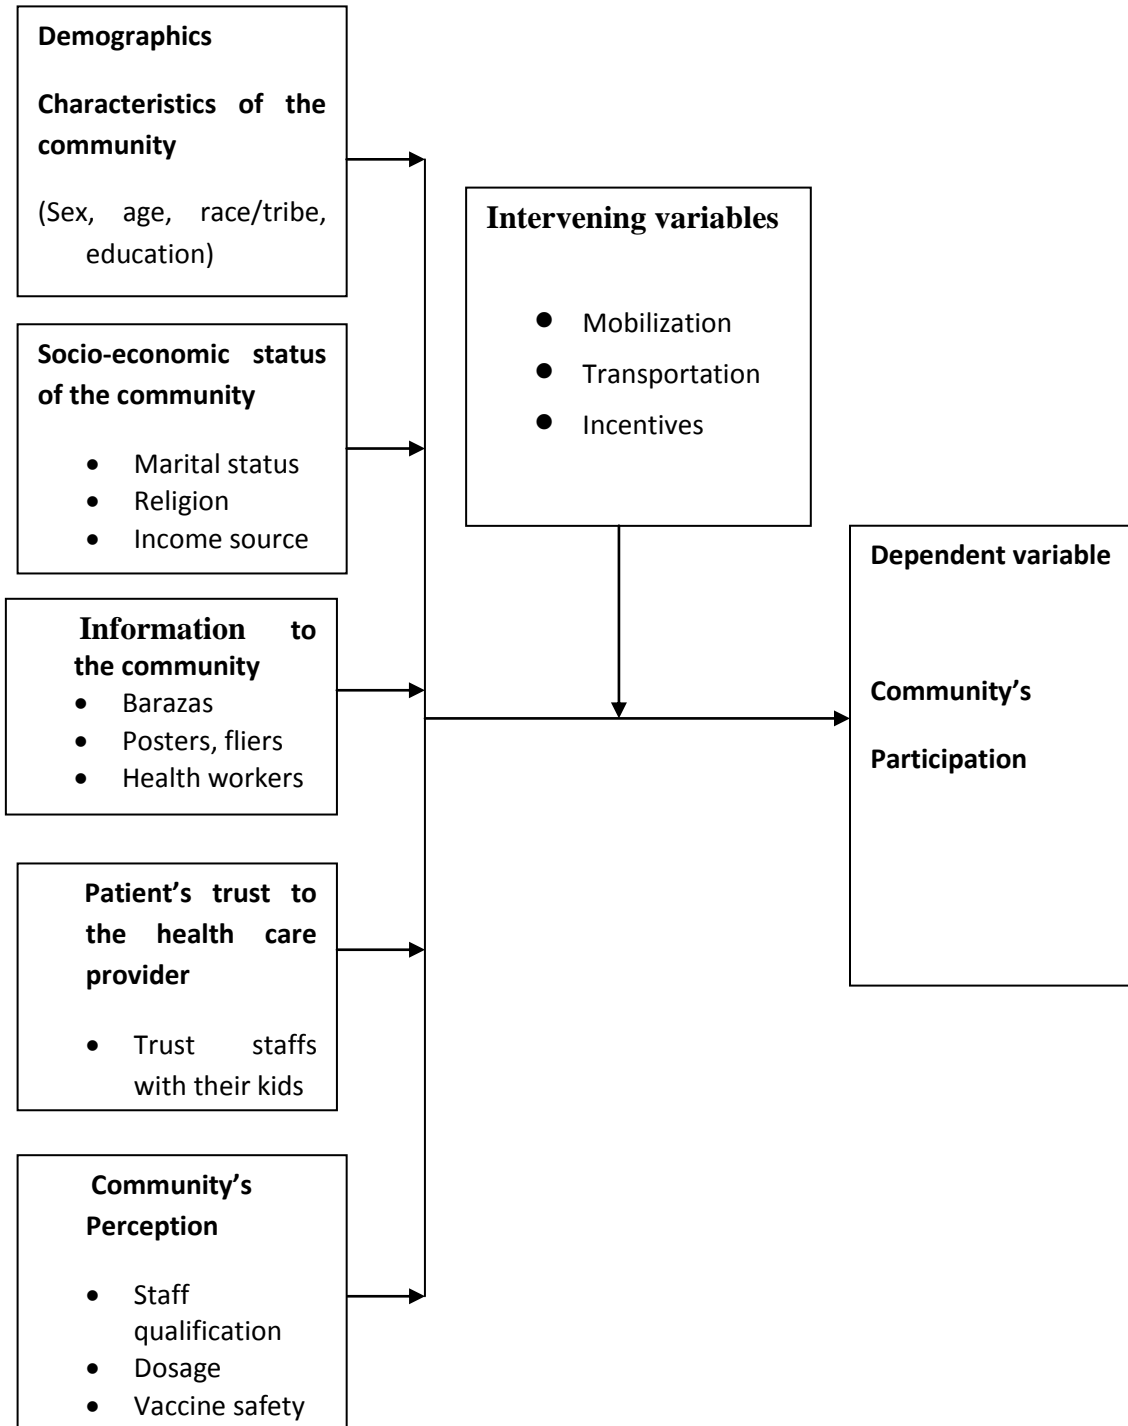 Demographics
Characteristics of the
community
(Sex, age, race/tribe,
education)
Socio-economic status
of the community
• Marital status
• Religion
• Income source
Information to
the community
• Barazas
• Posters, fliers
• Health workers
Patient’s trust to
the health care
provider
• Trust staffs
with their kids
Community’s
Perception
• Staff
qualification
• Dosage
• Vaccine safety
Intervening variables
• Mobilization
• Transportation
• Incentives
Dependent variable
Community’s
Participation